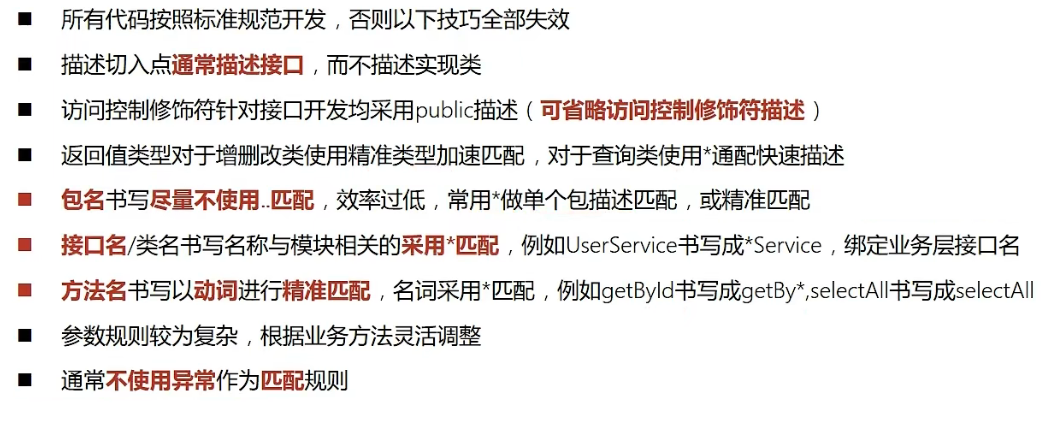 所有代码按照标准规范开发，否则以下技巧全部失效
描述切入点通常描述接口，而不描述实现类
访问控制修饰符针对接口开发均采用public描述（可省略访问控制修饰符描述）
返回值类型对于增删改类使用精准类型加速匹配，对于查询类使用*通配快速描述
包名书写尽量不使用..匹配，效率过低，常用*做单个包描述匹配，或精准匹配
接口名/类名书写名称与模块相关的采用*匹配，例如UserService书写成*Service，绑定业务层接口名
方法名书写以动词进行精准匹配，名词采用*匹配，例如getById书写成getBy*,selectAll书写成selectAll
参数规则较为复杂，根据业务方法灵活调整
通常不使用异常作为匹配规则